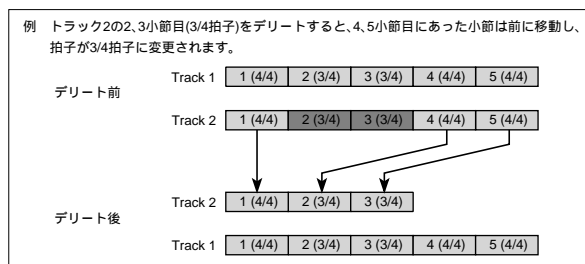 例 トラック2の2、3小節目(3/4拍子)をデリートすると、4、5小節目にあった小節は前に移動し、
拍子が3/4拍子に変更されます。
デリート前
Track 1 1 (4/4) 2 (3/4) 3 (3/4) 4 (4/4) 5 (4/4)
Track 2 1 (4/4) 2 (3/4) 3 (3/4) 4 (4/4) 5 (4/4)
デリート後
Track 2 1 (4/4) 2 (3/4) 3 (3/4)
Track 1 1 (4/4) 2 (3/4) 3 (3/4) 4 (4/4) 5 (4/4)